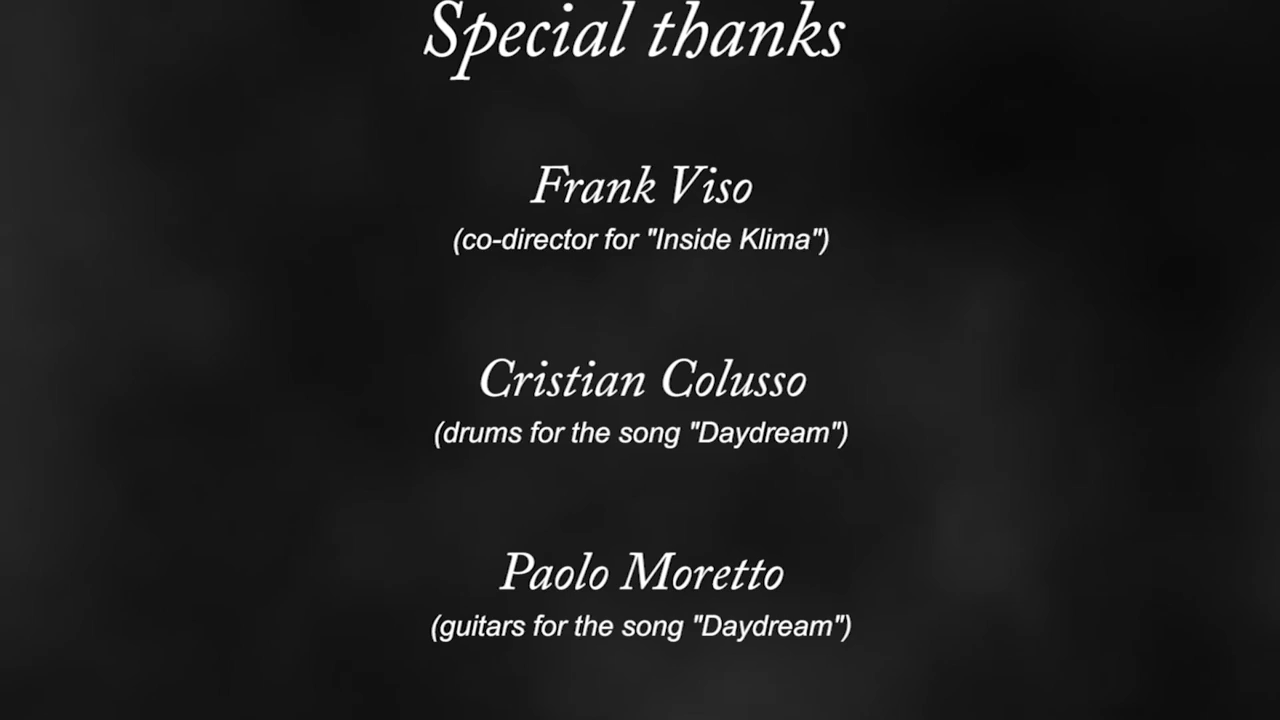 Special thanks
Frank Viso
(co-director for "Inside Klima")
Cristian Colusso
(drums for the song "Daydream")
Paolo Moretto
(guitars for the song "Daydream")